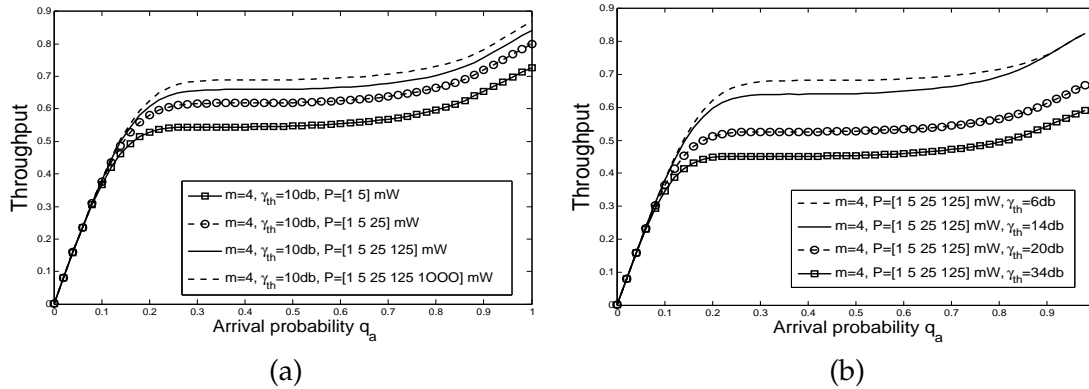 0.9
0.8
0.7
0.6
0.5
0.4
0.3
0.2
0.1
0
Throughput
m=4, γth=10db, P=[1 5] mW
m=4, γth=10db, P=[1 5 25] mW
m=4, γth=10db, P=[1 5 25 125] mW
m=4, γth=10db, P=[1 5 25 125 1OOO] mW
0 0.1 0.2 0.3 0.4 0.5 0.6 0.7 0.8 0.9 1
Arrival probability qa
(a)
0.9
0.8
0.7
0.6
0.5
0.4
0.3
0.2
0.1
0
Throughput
m=4, P=[1 5 25 125] mW, γth=6db
m=4, P=[1 5 25 125] mW, γth=14db
m=4, P=[1 5 25 125] mW, γth=20db
m=4, P=[1 5 25 125] mW, γth=34db
0 0.1 0.2 0.3 0.4 0.5 0.6 0.7 0.8 0.9
Arrival probability qa
(b)